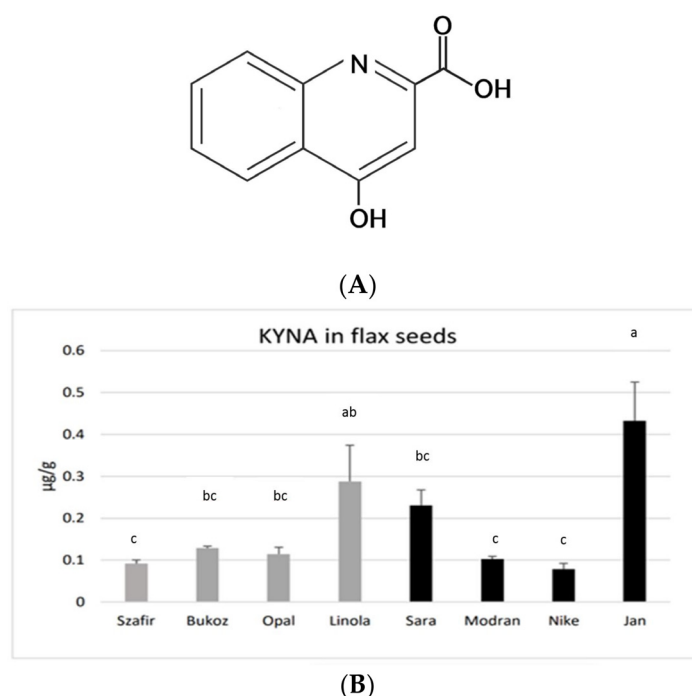 O
N
OH
OH
(A)
KYNA in flax seeds
a
0.6
0.5
ab
0.4
bc
µg/g
0.3
bc bc
0.2
c c c
0.1
0
Szafir Bukoz Opal Linola Sara Modran Nike Jan
(B)